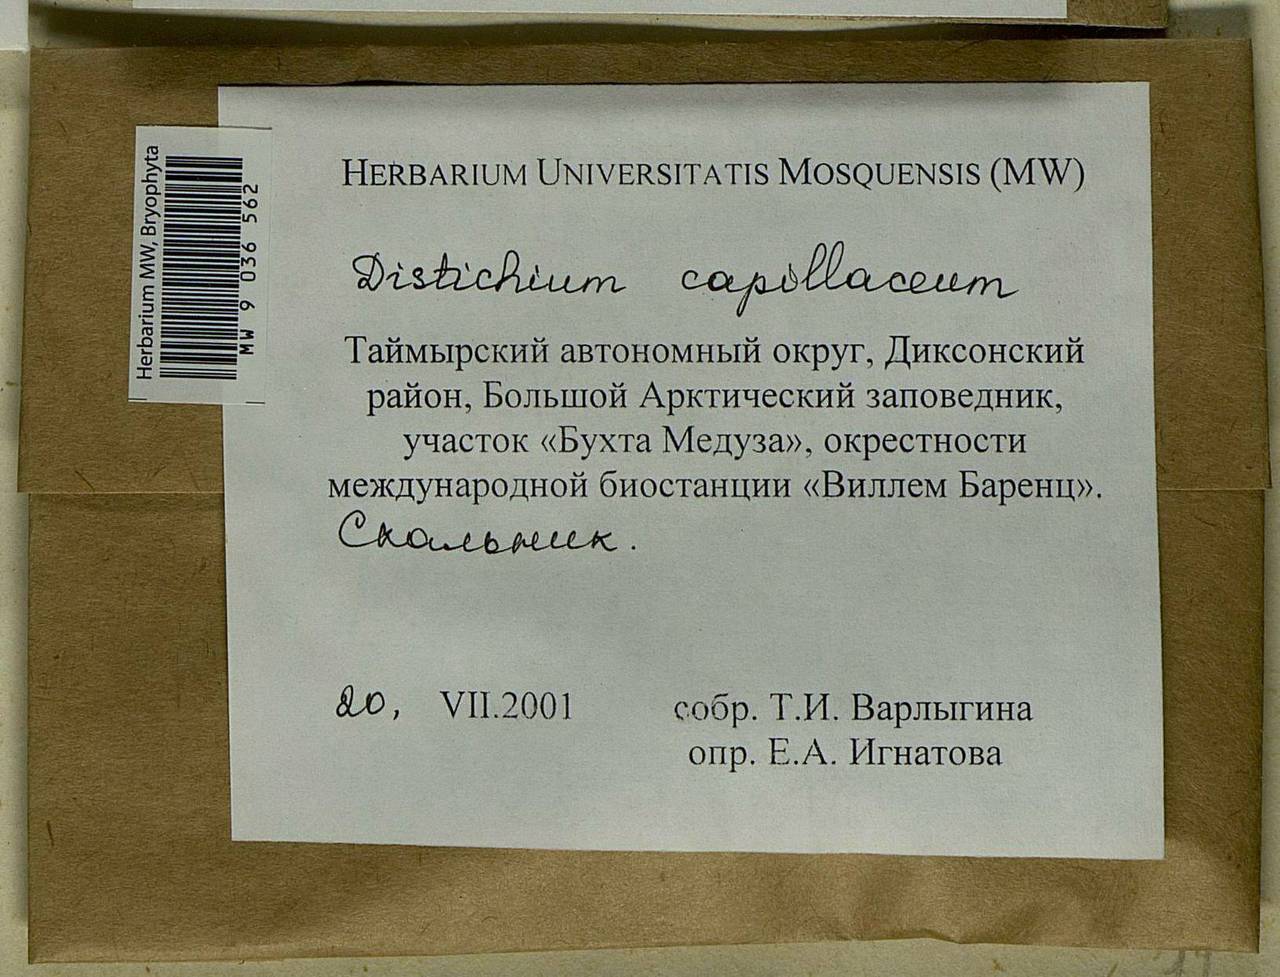 Herbarium MW, Bryophyta
MW 9 036 562
HERBARIUM UNIVERSITATIS MOSQUENSIS (MW)
Distichium capillaceum
Таймырский автономный округ, Диксонский
район, Большой Арктический заповедник,
участок «Бухта Медуза», окрестности
международной биостанции «Виллем Баренц».
Скальник.
20, VII.2001 собр. Т.И. Варлыгина
опр. Е.А. Игнатова